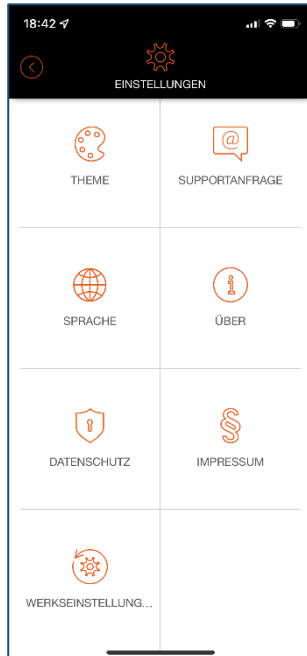 18:42
EINSTELLUNGEN
THEME
SUPPORTANFRAGE
SPRACHE
ÜBER
DATENSCHUTZ
IMPRESSUM
WERKSEINSTELLUNG...